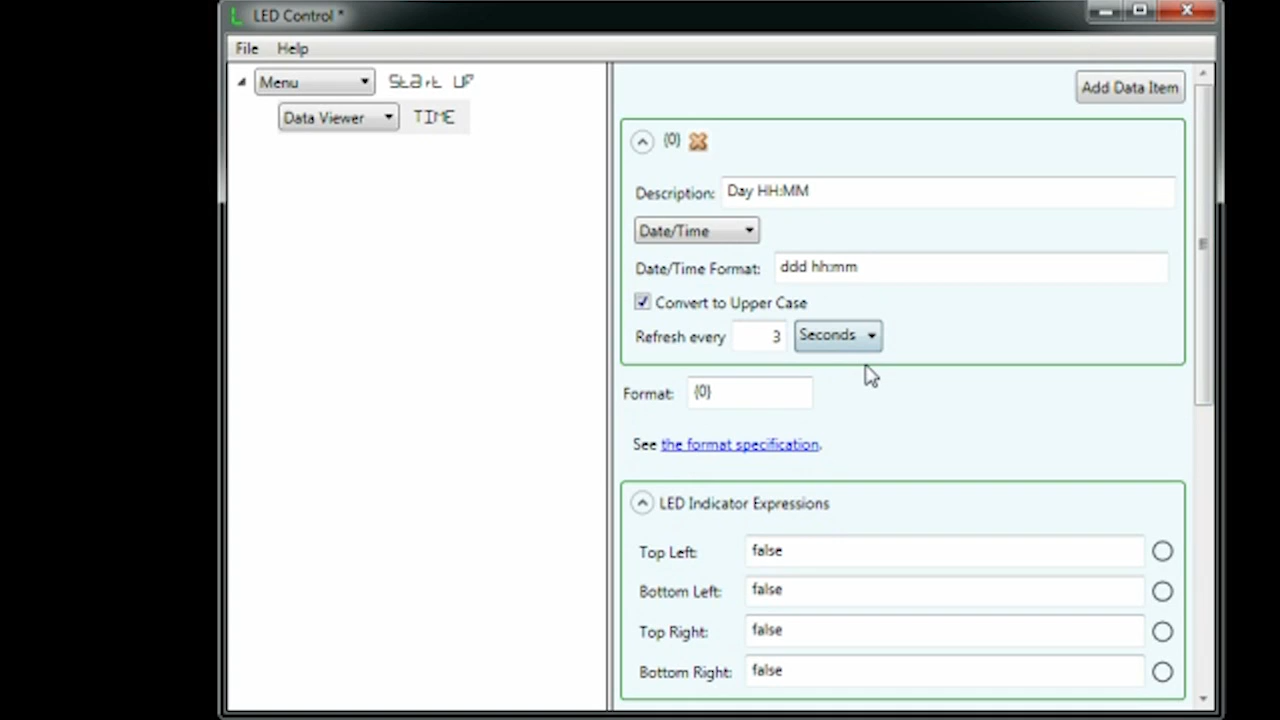 LED Control *
File Help
Menu Start UP
Data Viewer TIME
Add Data Item
{0}
Description: Day HH:MM
Date/Time
Date/Time Format: ddd hh:mm
Convert to Upper Case
Refresh every 3 Seconds
Format: {0}
See the format specification.
LED Indicator Expressions
Top Left: false
Bottom Left: false
Top Right: false
Bottom Right: false